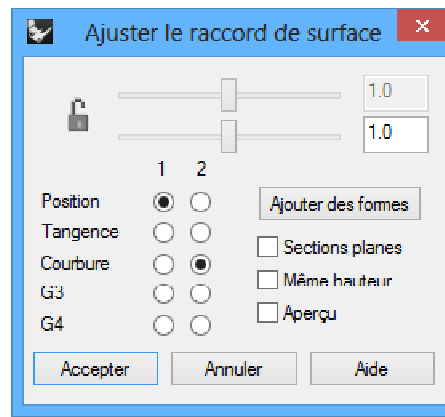 Ajuster le raccord de surface
1.0
1.0
1 2
Position
Tangence
Courbure
G3
G4
Ajouter des formes
Sections planes
Même hauteur
Aperçu
Accepter
Annuler
Aide